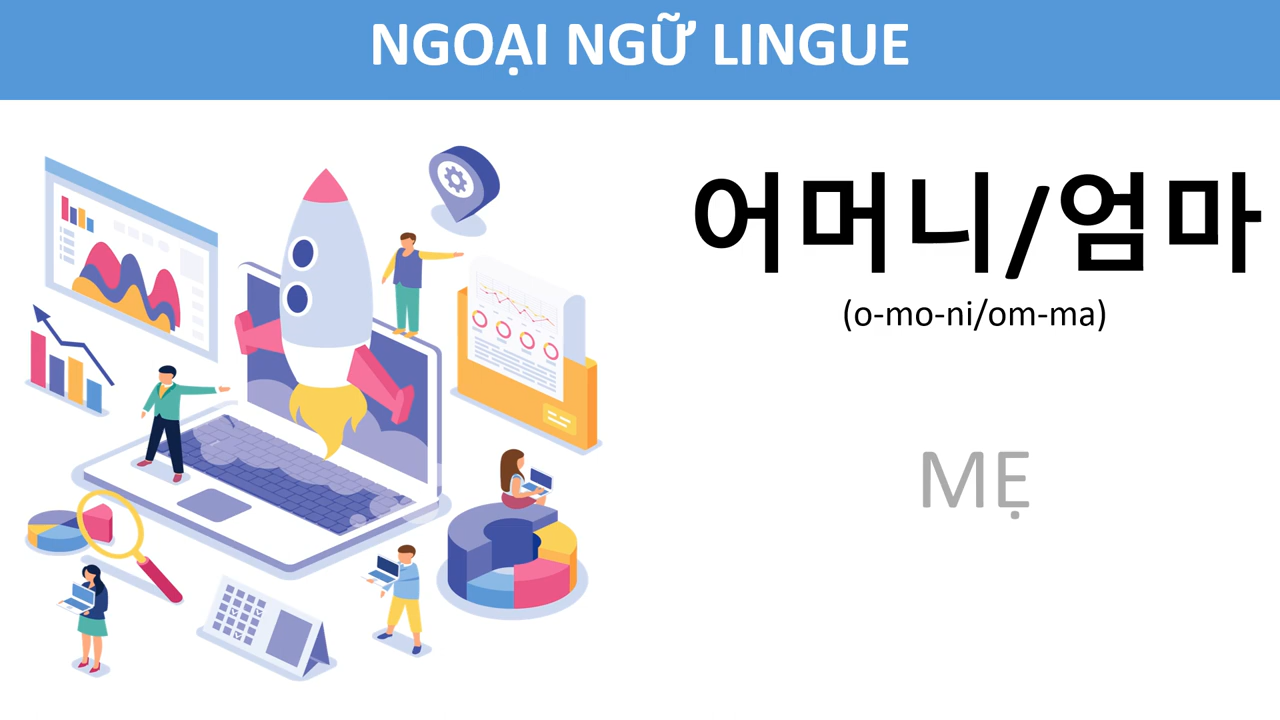 NGOẠI NGỮ LINGUE
어머니/엄마
(o-mo-ni/om-ma)
MẸ